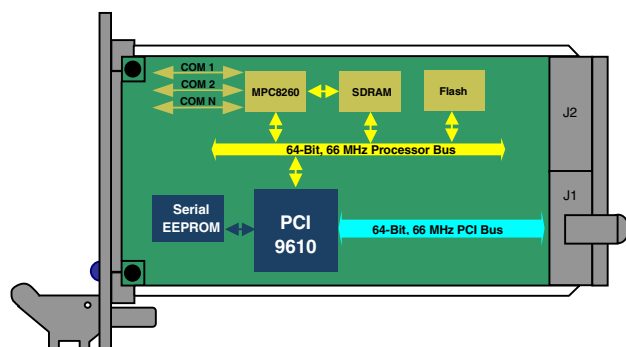 COM 1
COM 2
COM N
MPC8260
SDRAM
Flash
J2
64-Bit, 66 MHz Processor Bus
J1
Serial
EEPROM
PCI
9610
64-Bit, 66 MHz PCI Bus